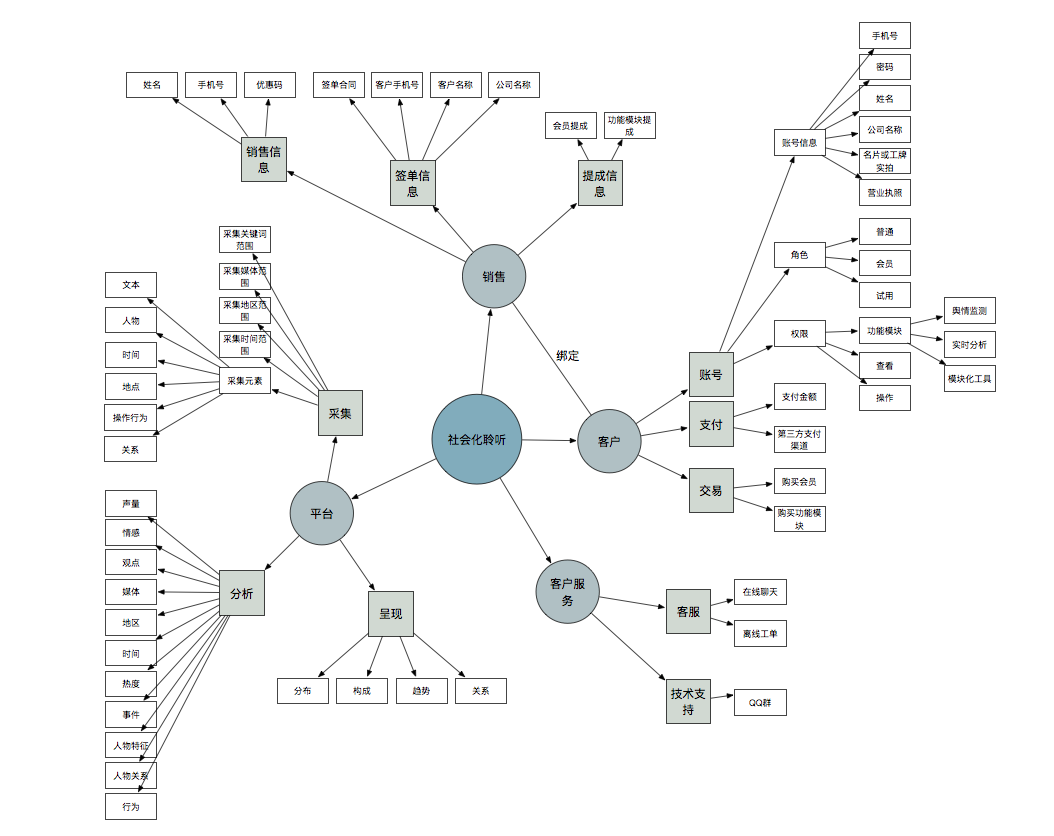 手机号
密码
姓名
公司名称
名片或工牌
实拍
营业执照
账号信息
姓名
手机号
优惠码
签单合同
客户手机号
客户名称
公司名称
会员提成
功能模块提
成
销售信
息
签单信
息
提成信
息
采集关键词
范围
采集媒体范
围
采集地区范
围
采集时间范
围
文本
人物
时间
地点
操作行为
关系
采集元素
采集
销售
绑定
角色
普通
会员
试用
权限
功能模块
查看
操作
舆情监测
实时分析
模块化工具
账号
支付
交易
支付金额
第三方支付
渠道
购买会员
购买功能模
块
社会化聆听
客户
平台
声量
情感
观点
媒体
地区
时间
热度
事件
人物特征
人物关系
行为
分析
呈现
分布
构成
趋势
关系
客户服
务
客服
在线聊天
离线工单
技术支
持
QQ群